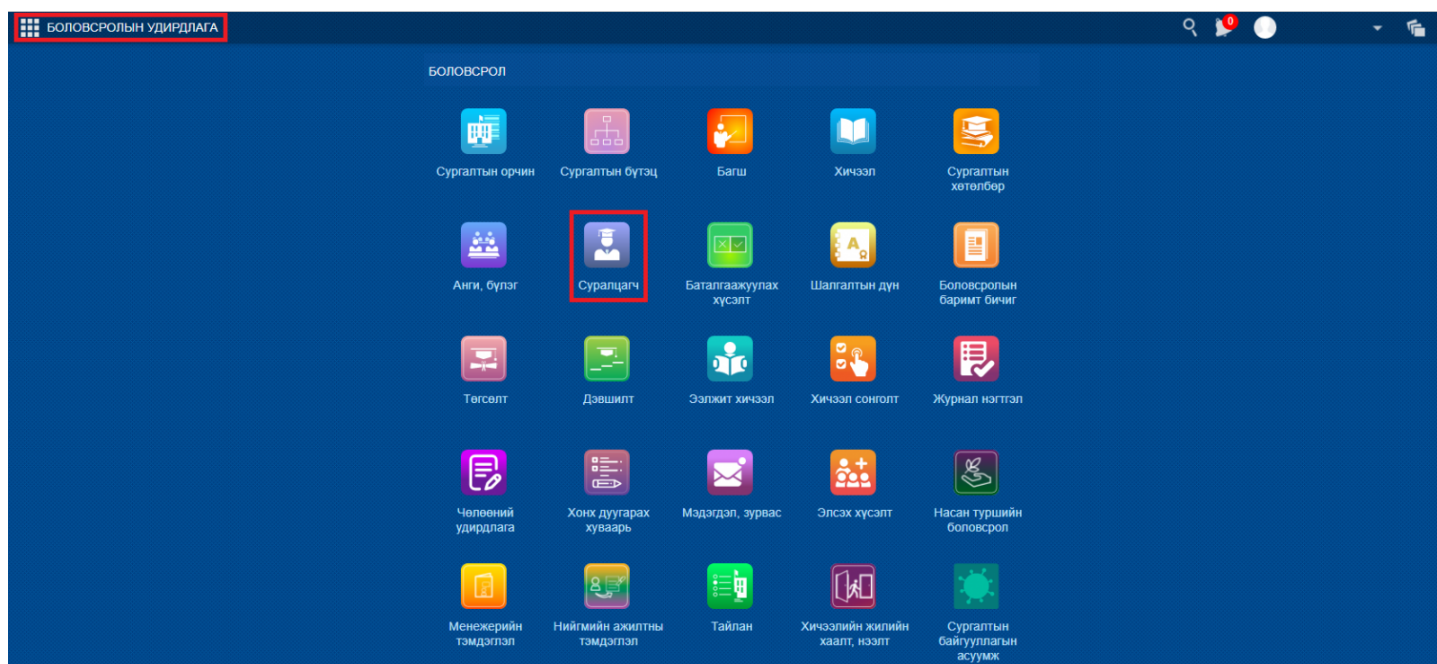 БОЛОВСРОЛЫН УДИРДЛАГА
0
БОЛОВСРОЛ
Сургалтын орчин
Сургалтын бүтэц
Багш
Хичээл
Сургалтын
хөтөлбөр
Анги, бүлэг
Суралцагч
Баталгаажуулах
хүсэлт
Шалгалтын дүн
Боловсролын
баримт бичиг
Төгсөлт
Дэвшилт
Ээлжит хичээл
Хичээл сонголт
Журнал нэгтгэл
Чөлөөний
удирдлага
Хонх дуугарах
хуваарь
Мэдэгдэл, зурвас
Элсэх хүсэлт
Насан туршийн
боловсрол
Менежерийн
тэмдэглэл
Нийгмийн ажилтны
тэмдэглэл
Тайлан
Хичээлийн жилийн
хаалт, нээлт
Сургалтын
байгууллагын
асуумж